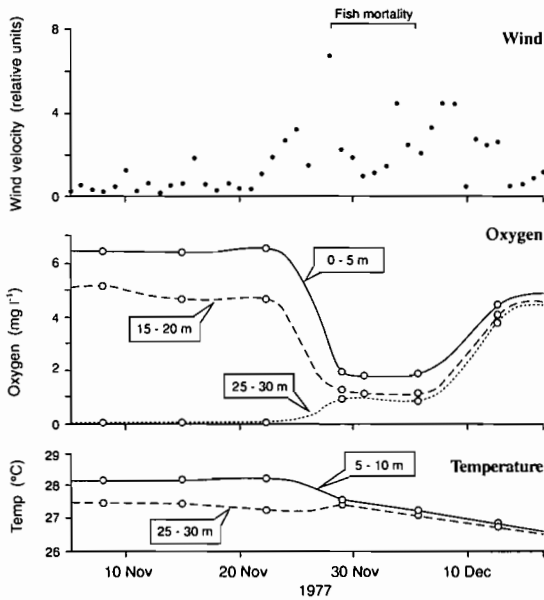 Fish mortality
Wind
Wind velocity (relative units)
8
4
0
Oxygen
Oxygen (mg l⁻¹)
6
4
2
0
0 - 5 m
15 - 20 m
25 - 30 m
Temperature
Temp (°C)
29
28
27
26
5 - 10 m
25 - 30 m
10 Nov 20 Nov 30 Nov 10 Dec
1977